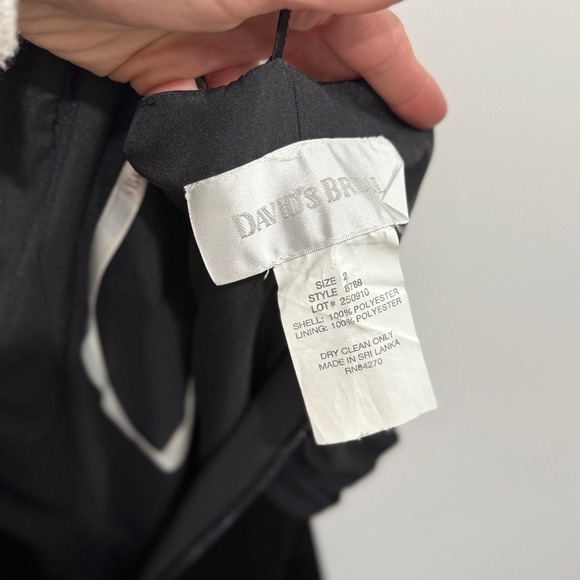 DAVID'S BRIDAL
SIZE 2
STYLE 8788
LOT# 250910
SHELL: 100% POLYESTER
LINING: 100% POLYESTER
DRY CLEAN ONLY
MADE IN SRI LANKA
RN84270